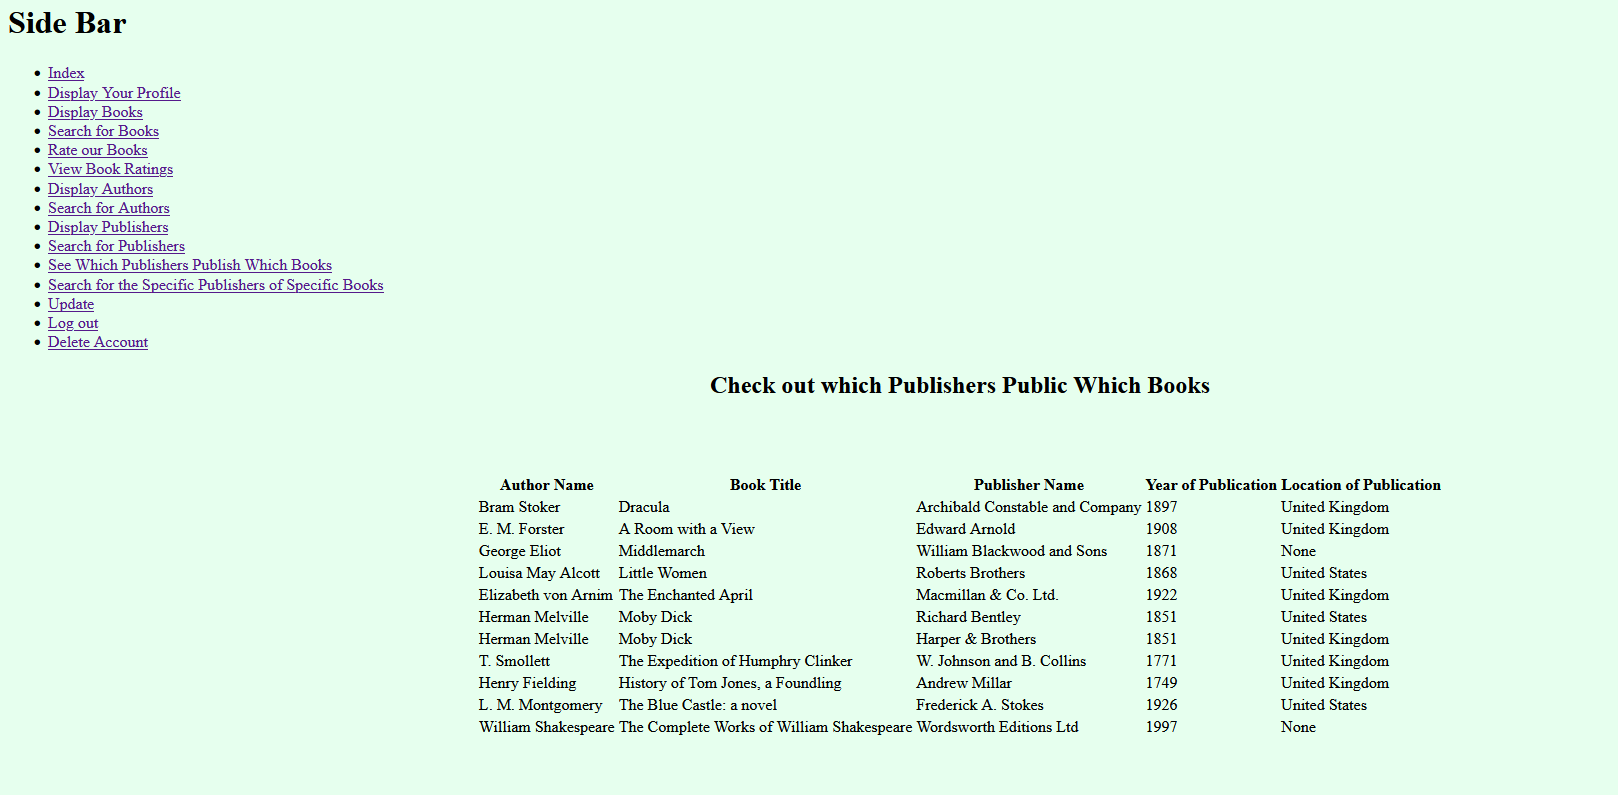 Side Bar
Index
Display Your Profile
Display Books
Search for Books
Rate our Books
View Book Ratings
Display Authors
Search for Authors
Display Publishers
Search for Publishers
See Which Publishers Publish Which Books
Search for the Specific Publishers of Specific Books
Update
Log out
Delete Account
Check out which Publishers Public Which Books
Author Name Book Title Publisher Name Year of Publication Location of Publication
Bram Stoker Dracula Archibald Constable and Company 1897 United Kingdom
E. M. Forster A Room with a View Edward Arnold 1908 United Kingdom
George Eliot Middlemarch William Blackwood and Sons 1871 None
Louisa May Alcott Little Women Roberts Brothers 1868 United States
Elizabeth von Arnim The Enchanted April Macmillan & Co. Ltd. 1922 United Kingdom
Herman Melville Moby Dick Richard Bentley 1851 United States
Herman Melville Moby Dick Harper & Brothers 1851 United Kingdom
T. Smollett The Expedition of Humphry Clinker W. Johnson and B. Collins 1771 United Kingdom
Henry Fielding History of Tom Jones, a Foundling Andrew Millar 1749 United Kingdom
L. M. Montgomery The Blue Castle: a novel Frederick A. Stokes 1926 United States
William Shakespeare The Complete Works of William Shakespeare Wordsworth Editions Ltd 1997 None